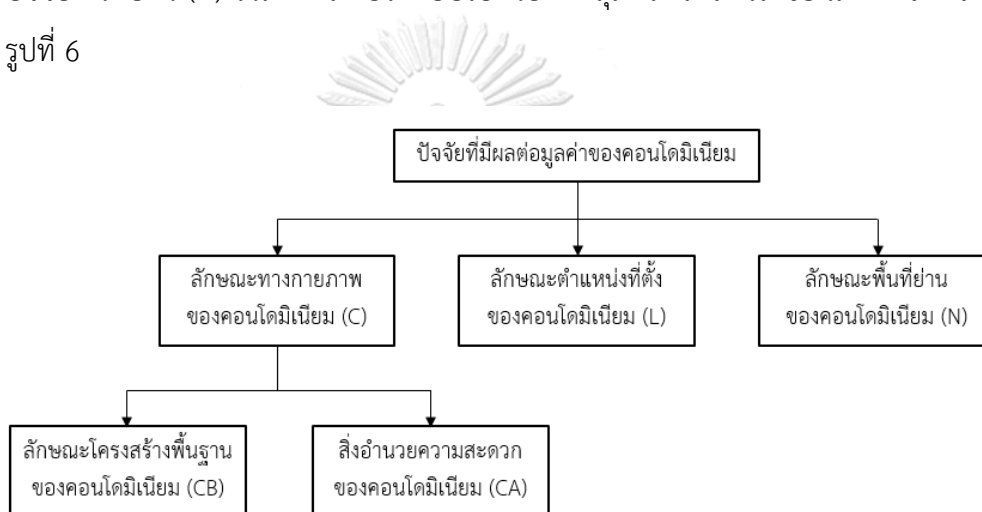 รูปที่ 6
ปัจจัยที่มีผลต่อมูลค่าของคอนโดมิเนียม
ลักษณะทางกายภาพ
ของคอนโดมิเนียม (C)
ลักษณะตำแหน่งที่ตั้ง
ของคอนโดมิเนียม (L)
ลักษณะพื้นที่ย่าน
ของคอนโดมิเนียม (N)
ลักษณะโครงสร้างพื้นฐาน
ของคอนโดมิเนียม (CB)
สิ่งอำนวยความสะดวก
ของคอนโดมิเนียม (CA)